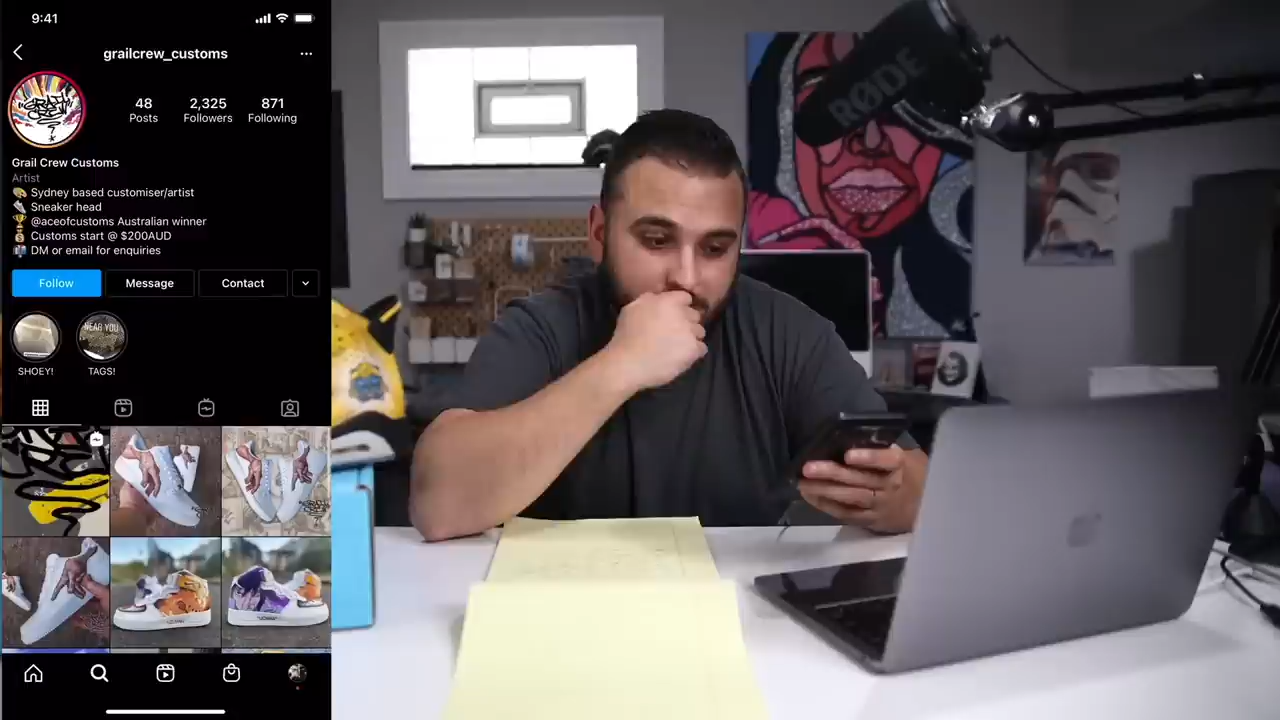 9:41
grailcrew_customs
48
Posts
2,325
Followers
871
Following
Grail Crew Customs
Artist
Sydney based customiser/artist
Sneaker head
@aceofcustoms Australian winner
Customs start @ $200AUD
DM or email for enquiries
Follow
Message
Contact
SHOEY!
TAGS!
RØDE